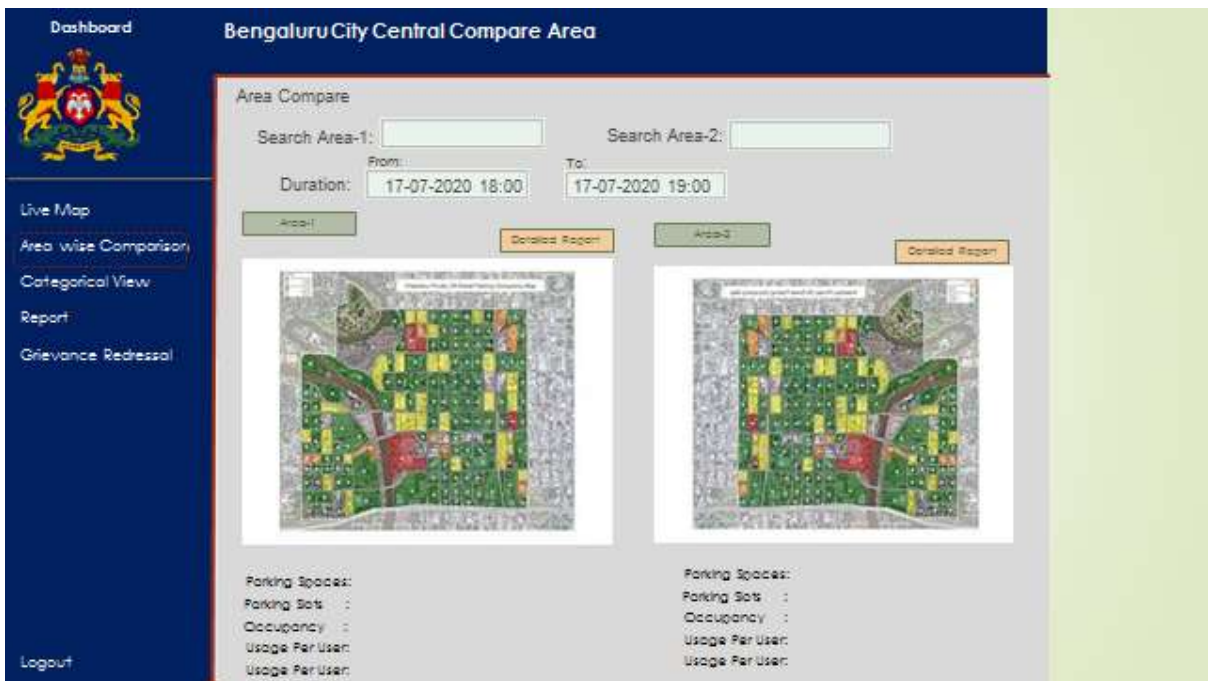 Dashboard
Bengaluru City Central Compare Area
Live Map
Area wise Comparison
Categorical View
Report
Grievance Redressal
Logout
Area Compare
Search Area-1:
Search Area-2:
Duration:
From:
17-07-2020 18:00
To:
17-07-2020 19:00
Area-1
Detailed Report
Area-2
Detailed Report
Parking Spaces:
Parking Slots :
Occupancy :
Usage Per User:
Usage Per User:
Parking Spaces:
Parking Slots :
Occupancy :
Usage Per User:
Usage Per User: